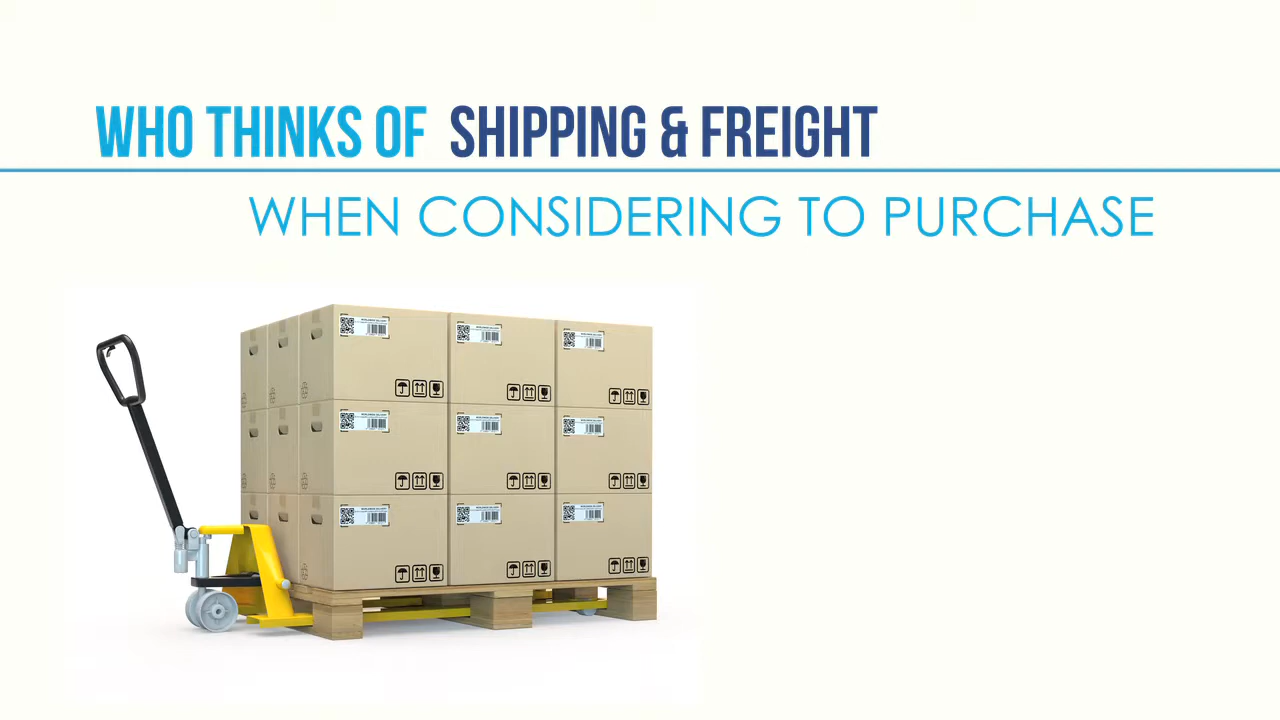 WHO THINKS OF SHIPPING & FREIGHT
WHEN CONSIDERING TO PURCHASE